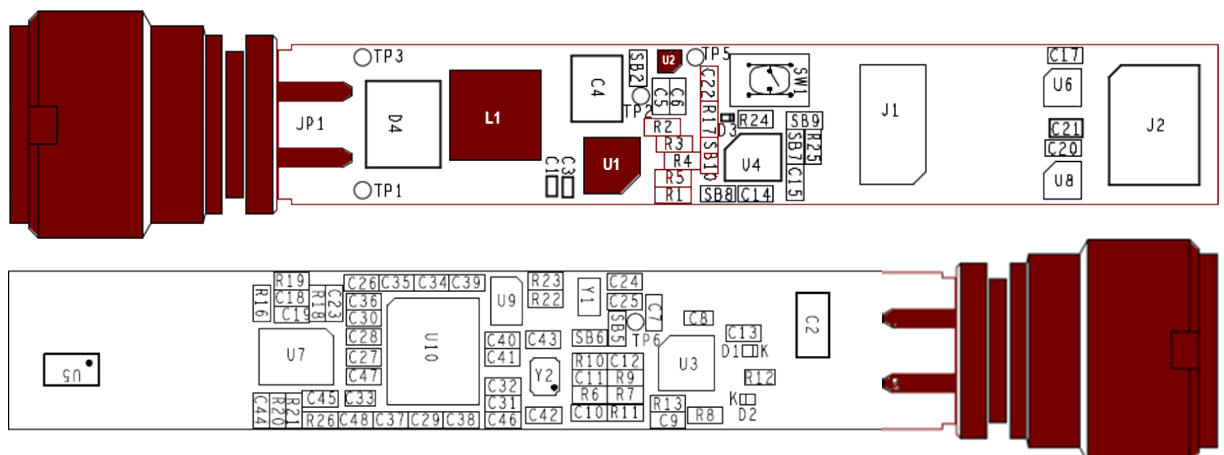 TP3
JP1
TP1
D4
L1
C1
C3
C4
SB2
TP2
U1
U2
TP5
C5
C6
C22
R2
R3
R4
R5
R1
R17
SB10
SB8
C14
D3
R24
U4
SW1
SB9
SB7
R25
C15
J1
C17
U6
C21
C20
U8
J2
U5
R16
R19
C18
C19
R18
C23
U7
C44
R20
R21
C45
R26
C26
C35
C34
C39
C36
C30
C28
C27
C47
C33
C48
C37
C29
C38
U10
U9
R23
R22
C40
C41
C43
Y2
C32
C31
C46
C42
Y1
C24
C25
SB6
SB5
TP6
C7
R10
C12
C11
R9
R6
R7
C10
R11
C8
U3
R13
C9
R8
C13
D1
K
R12
K
D2
C2